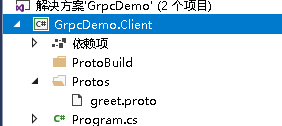 解决方案'GrpcDemo' (2 个项目)
GrpcDemo.Client
依赖项
ProtoBuild
Protos
greet.proto
C# Program.cs